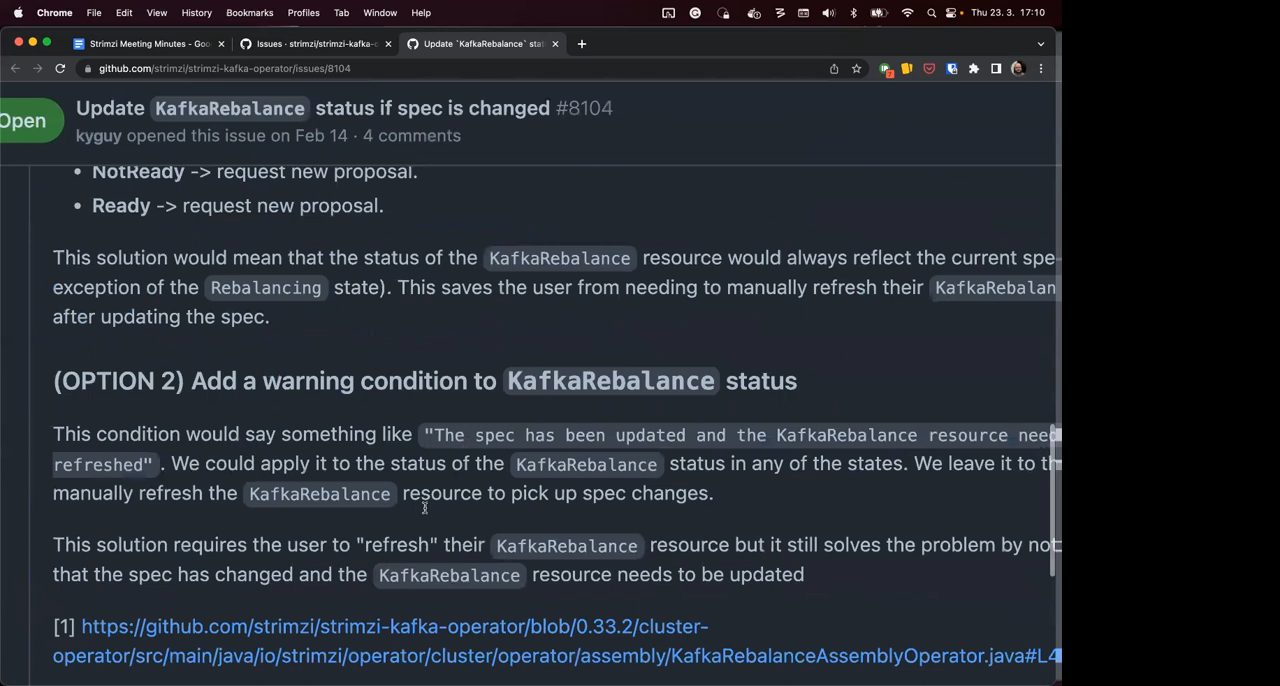 Chrome File Edit View History Bookmarks Profiles Tab Window Help Thu 23. 3. 17:10
Strimzi Meeting Minutes - Goo Issues · strimzi/strimzi-kafka-o Update `KafkaRebalance` stat
github.com/strimzi/strimzi-kafka-operator/issues/8104
Open
Update KafkaRebalance status if spec is changed #8104
kyguy opened this issue on Feb 14 · 4 comments
• NotReady -> request new proposal.
• Ready -> request new proposal.
This solution would mean that the status of the KafkaRebalance resource would always reflect the current spe
exception of the Rebalancing state). This saves the user from needing to manually refresh their KafkaRebalan
after updating the spec.
(OPTION 2) Add a warning condition to KafkaRebalance status
This condition would say something like "The spec has been updated and the KafkaRebalance resource need
refreshed". We could apply it to the status of the KafkaRebalance status in any of the states. We leave it to th
manually refresh the KafkaRebalance resource to pick up spec changes.
This solution requires the user to "refresh" their KafkaRebalance resource but it still solves the problem by not
that the spec has changed and the KafkaRebalance resource needs to be updated
[1] https://github.com/strimzi/strimzi-kafka-operator/blob/0.33.2/cluster-
operator/src/main/java/io/strimzi/operator/cluster/operator/assembly/KafkaRebalanceAssemblyOperator.java#L4